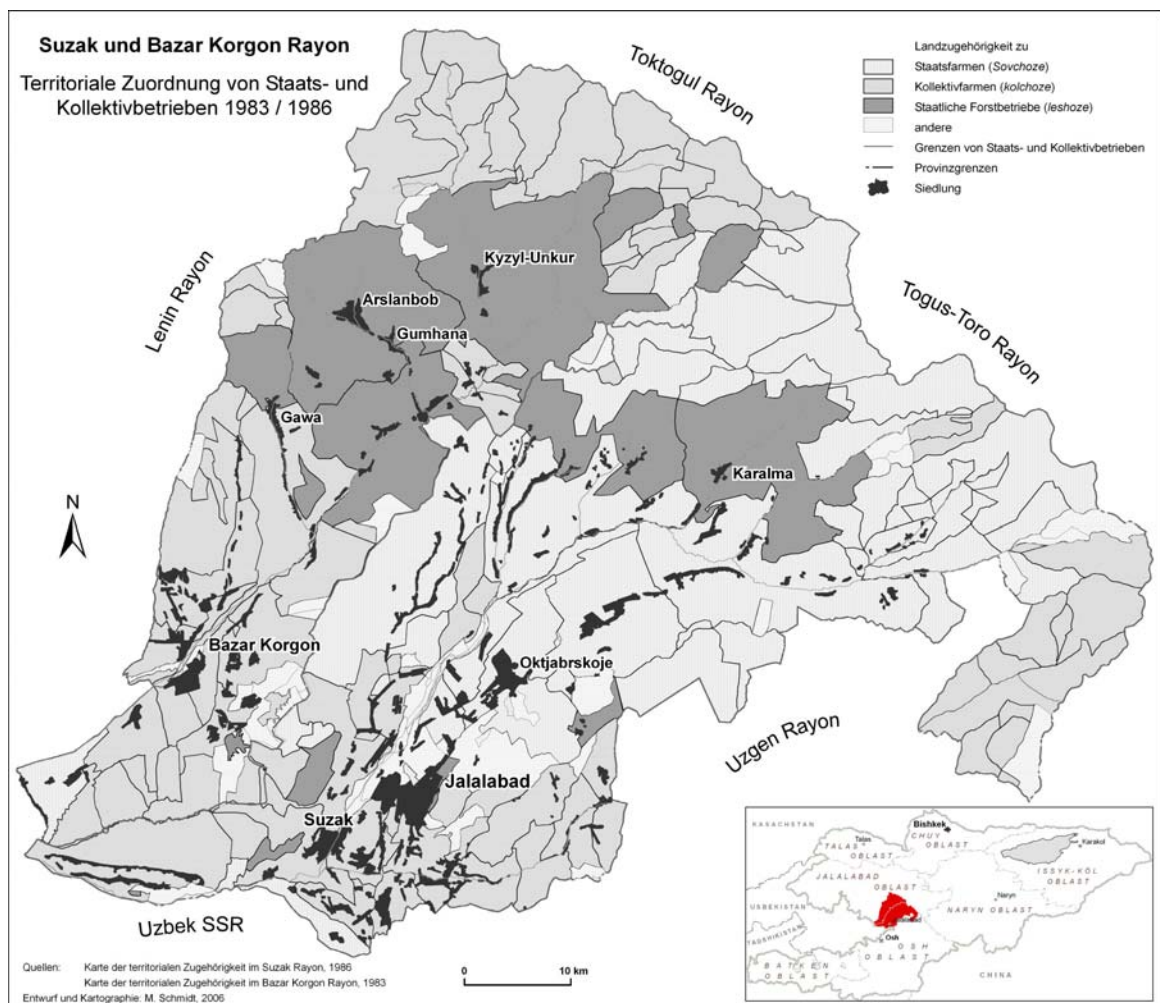 Suzak und Bazar Korgon Rayon
Territoriale Zuordnung von Staats- und
Kollektivbetrieben 1983 / 1986
Landzugehörigkeit zu
Staatsfarmen (Sovchoze)
Kollektivfarmen (kolchoze)
Staatliche Forstbetriebe (leshoze)
andere
Grenzen von Staats- und Kollektivbetrieben
Provinzgrenzen
Siedlung
Toktogul Rayon
Lenin Rayon
Togus-Toro Rayon
Kyzyl-Unkur
Arslanbob
Gumhana
Gawa
Karalma
N
Bazar Korgon
Oktjabrskoje
Uzgen Rayon
Jalalabad
Suzak
Uzbek SSR
KASACHSTAN
Bishkek
Talas
CHUY
OBLAST
TALAS
OBLAST
Karakol
JALALABAD
OBLAST
ISSYK-KÖL
OBLAST
USBEKISTAN
Naryn
NARYN OBLAST
TADSHIKISTAN
Osh
OSH
OBLAST
BATKEN
OBLAST
CHINA
Quellen: Karte der territorialen Zugehörigkeit im Suzak Rayon, 1986
Karte der territorialen Zugehörigkeit im Bazar Korgon Rayon, 1983
Entwurf und Kartographie: M. Schmidt, 2006
0 10 km